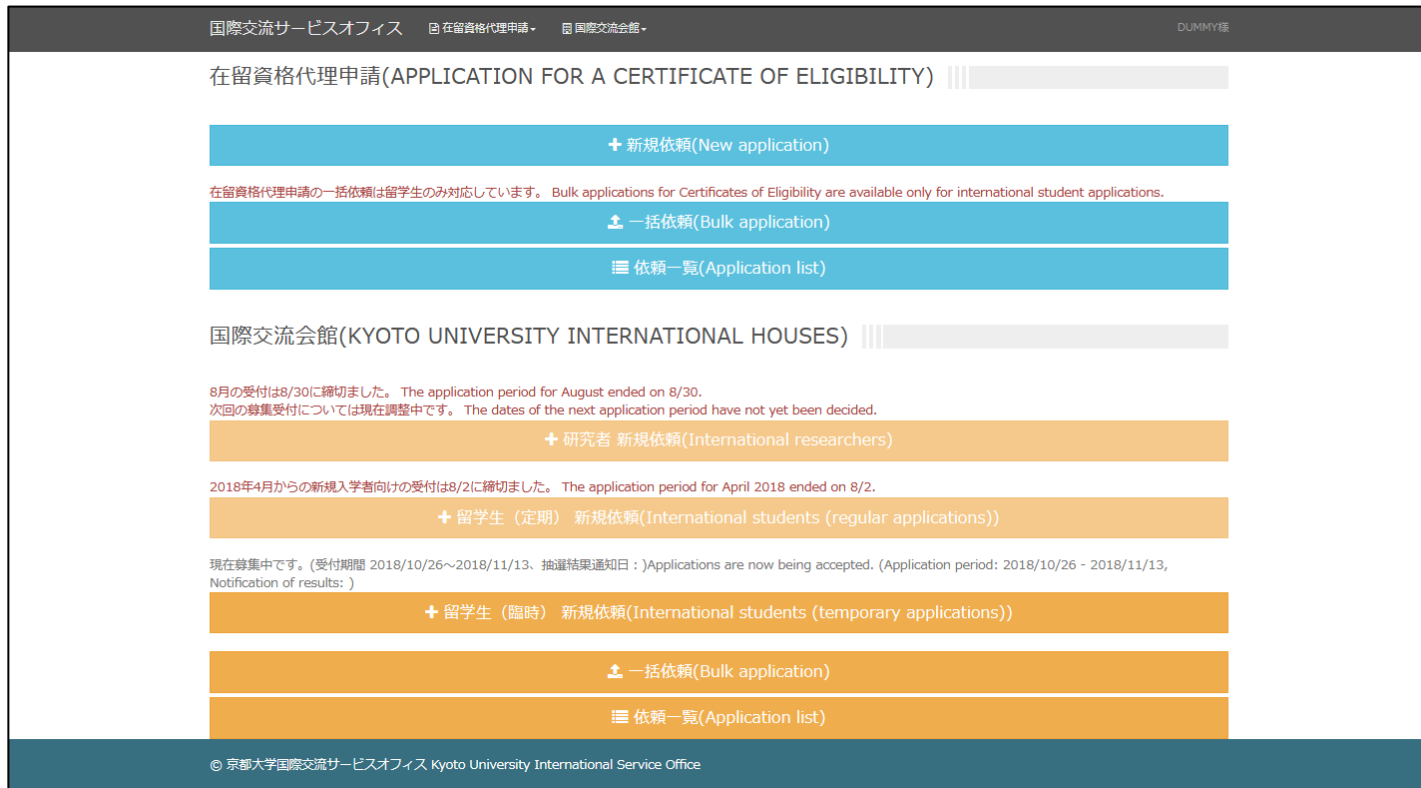 国際交流サービスオフィス 在留資格代理申請 国際交流会館 DUMMY様
在留資格代理申請(APPLICATION FOR A CERTIFICATE OF ELIGIBILITY)
新規依頼(New application)
在留資格代理申請の一括依頼は留学生のみ対応しています。 Bulk applications for Certificates of Eligibility are available only for international student applications.
一括依頼(Bulk application)
依頼一覧(Application list)
国際交流会館(KYOTO UNIVERSITY INTERNATIONAL HOUSES)
8月の受付は8/30に締切ました。 The application period for August ended on 8/30.
次回の募集受付については現在調整中です。 The dates of the next application period have not yet been decided.
研究者 新規依頼(International researchers)
2018年4月からの新規入学者向けの受付は8/2に締切ました。 The application period for April 2018 ended on 8/2.
留学生（定期） 新規依頼(International students (regular applications))
現在募集中です。(受付期間 2018/10/26～2018/11/13、抽選結果通知日：)Applications are now being accepted. (Application period: 2018/10/26 - 2018/11/13,
Notification of results: )
留学生（臨時） 新規依頼(International students (temporary applications))
一括依頼(Bulk application)
依頼一覧(Application list)
© 京都大学国際交流サービスオフィス Kyoto University International Service Office